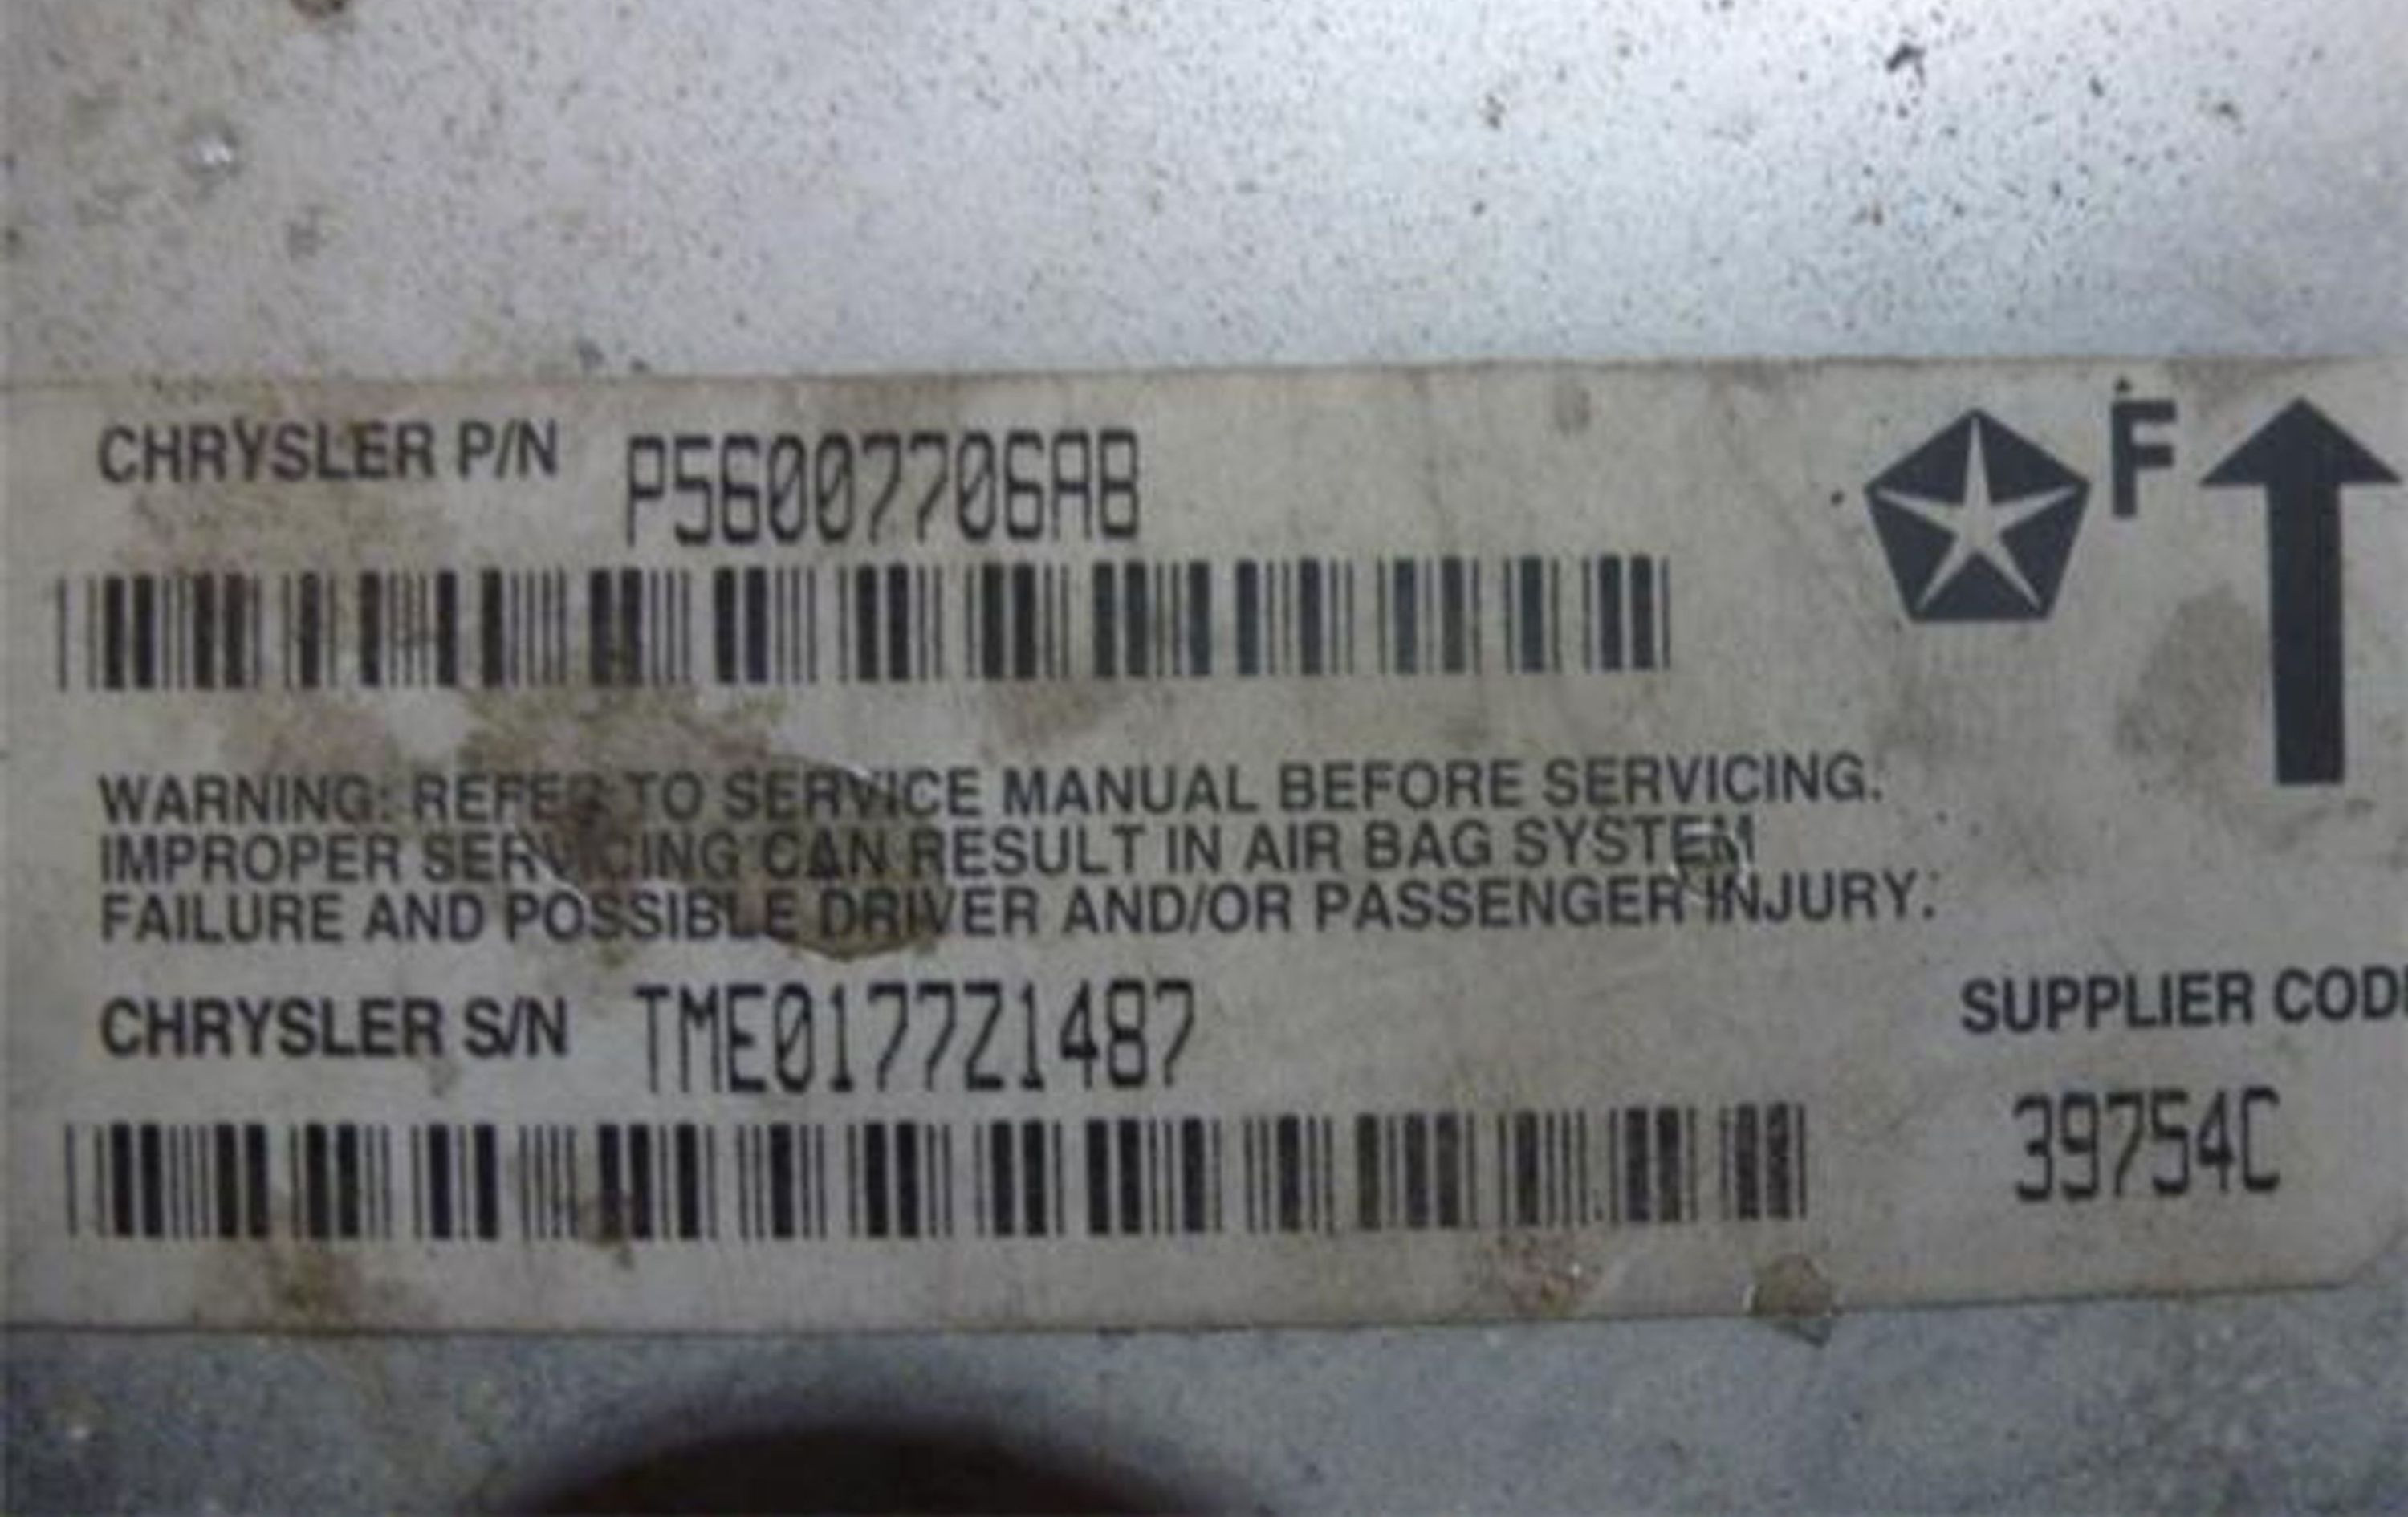 CHRYSLER P/N P56007706AB
F
WARNING: REFER TO SERVICE MANUAL BEFORE SERVICING.
IMPROPER SERVICING CAN RESULT IN AIR BAG SYSTEM
FAILURE AND POSSIBLE DRIVER AND/OR PASSENGER INJURY.
CHRYSLER S/N TME0177Z1487
SUPPLIER COD
39754C